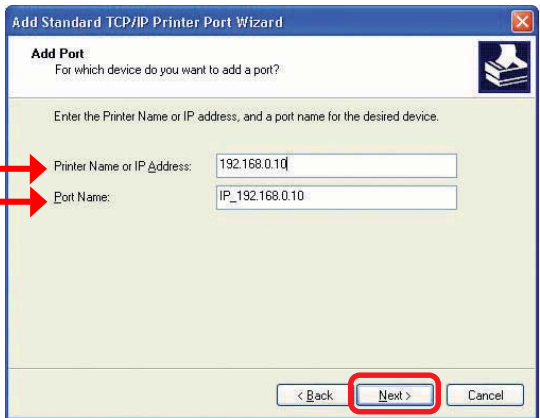 Add Standard TCP/IP Printer Port Wizard
Add Port
For which device do you want to add a port?
Enter the Printer Name or IP address, and a port name for the desired device.
Printer Name or IP Address: 192.168.0.10
Port Name: IP_192.168.0.10
< Back Next > Cancel